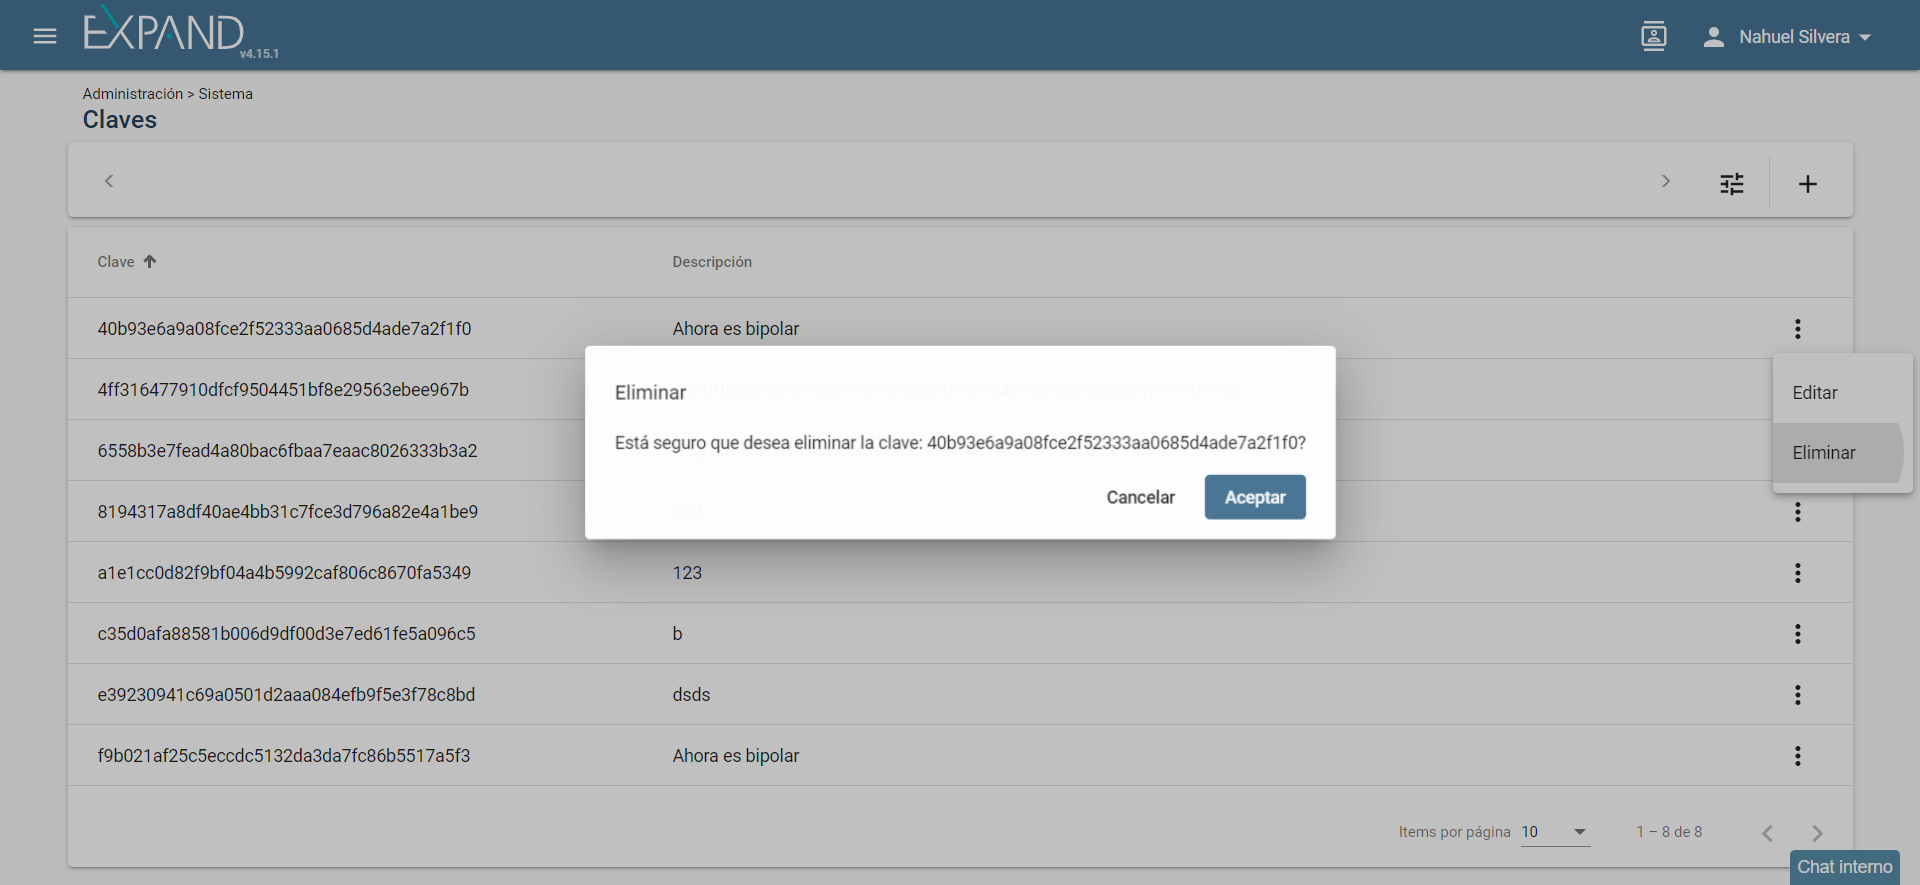 EXPAND
v4.15.1
Nahuel Silvera
Administración > Sistema
Claves
Clave
Descripción
40b93e6a9a08fce2f52333aa0685d4ade7a2f1f0
Ahora es bipolar
4ff316477910dfcf9504451bf8e29563ebee967b
6558b3e7fead4a80bac6fbaa7eaac8026333b3a2
8194317a8df40ae4bb31c7fce3d796a82e4a1be9
a1e1cc0d82f9bf04a4b5992caf806c8670fa5349
123
c35d0afa88581b006d9df00d3e7ed61fe5a096c5
b
e39230941c69a0501d2aaa084efb9f5e3f78c8bd
dsds
f9b021af25c5eccdc5132da3da7fc86b5517a5f3
Ahora es bipolar
Eliminar
Está seguro que desea eliminar la clave: 40b93e6a9a08fce2f52333aa0685d4ade7a2f1f0?
Cancelar
Aceptar
Editar
Eliminar
Items por página
10
1 – 8 de 8
Chat interno